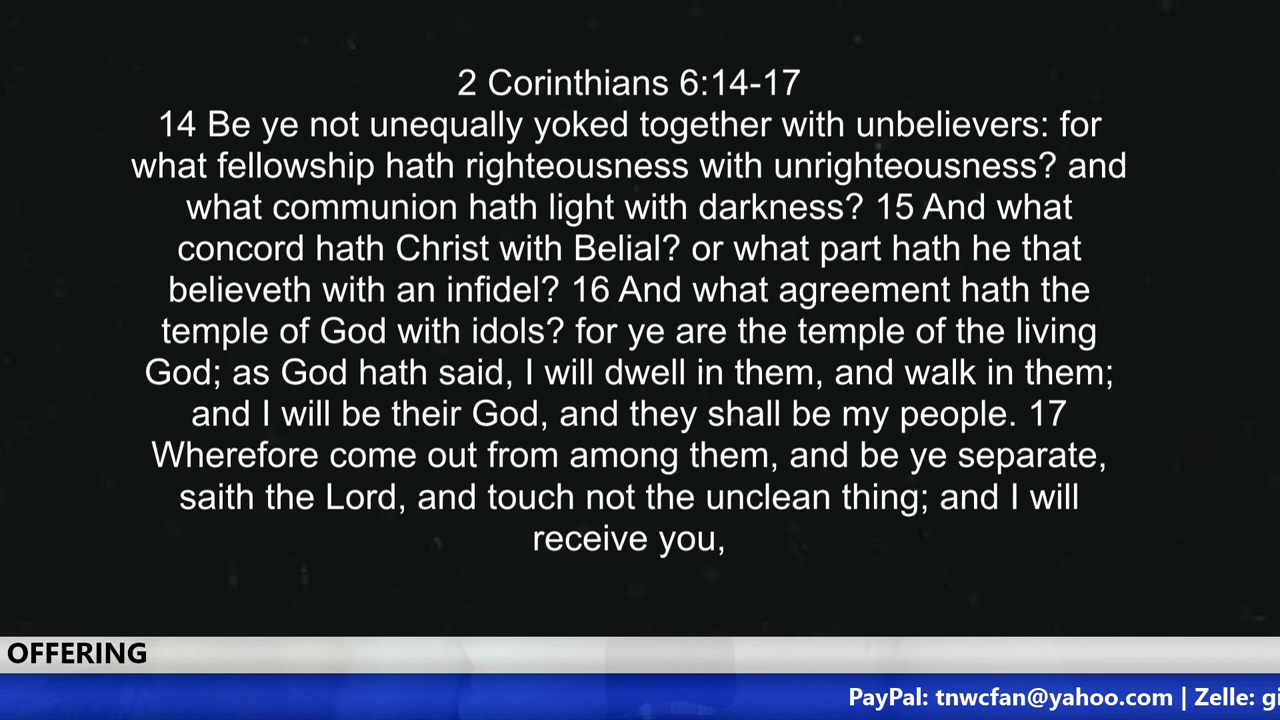 2 Corinthians 6:14-17
14 Be ye not unequally yoked together with unbelievers: for
what fellowship hath righteousness with unrighteousness? and
what communion hath light with darkness? 15 And what
concord hath Christ with Belial? or what part hath he that
believeth with an infidel? 16 And what agreement hath the
temple of God with idols? for ye are the temple of the living
God; as God hath said, I will dwell in them, and walk in them;
and I will be their God, and they shall be my people. 17
Wherefore come out from among them, and be ye separate,
saith the Lord, and touch not the unclean thing; and I will
receive you,
OFFERING
PayPal: tnwcfan@yahoo.com | Zelle: